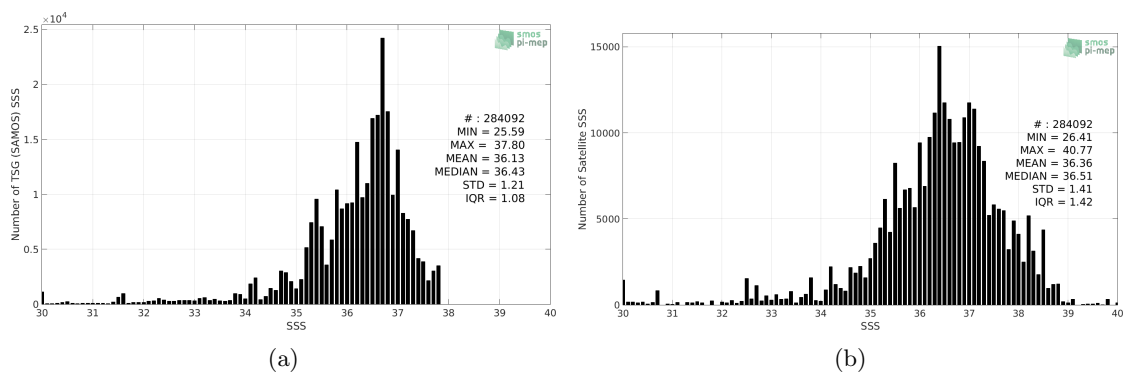 ×10⁴
2.5
2
1.5
1
0.5
0
Number of TSG (SAMOS) SSS
30 31 32 33 34 35 36 37 38 39 40
SSS
smos
pi-mep
# : 284092
MIN = 25.59
MAX = 37.80
MEAN = 36.13
MEDIAN = 36.43
STD = 1.21
IQR = 1.08
(a)
15000
10000
5000
0
Number of Satellite SSS
30 31 32 33 34 35 36 37 38 39 40
SSS
smos
pi-mep
# : 284092
MIN = 26.41
MAX = 40.77
MEAN = 36.36
MEDIAN = 36.51
STD = 1.41
IQR = 1.42
(b)